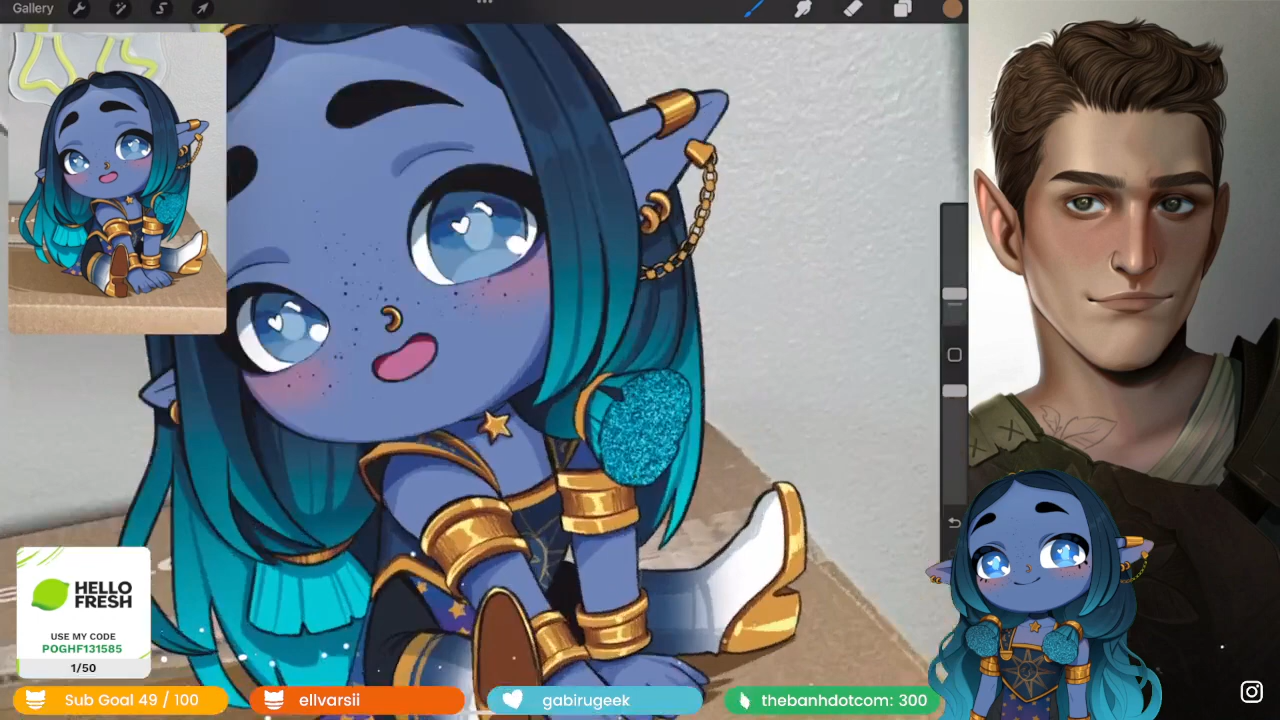 Gallery
HELLO
FRESH
USE MY CODE
POGHF131585
1/50
Sub Goal 49 / 100
ellvarsii
gabirugeek
thebanhdotcom: 300